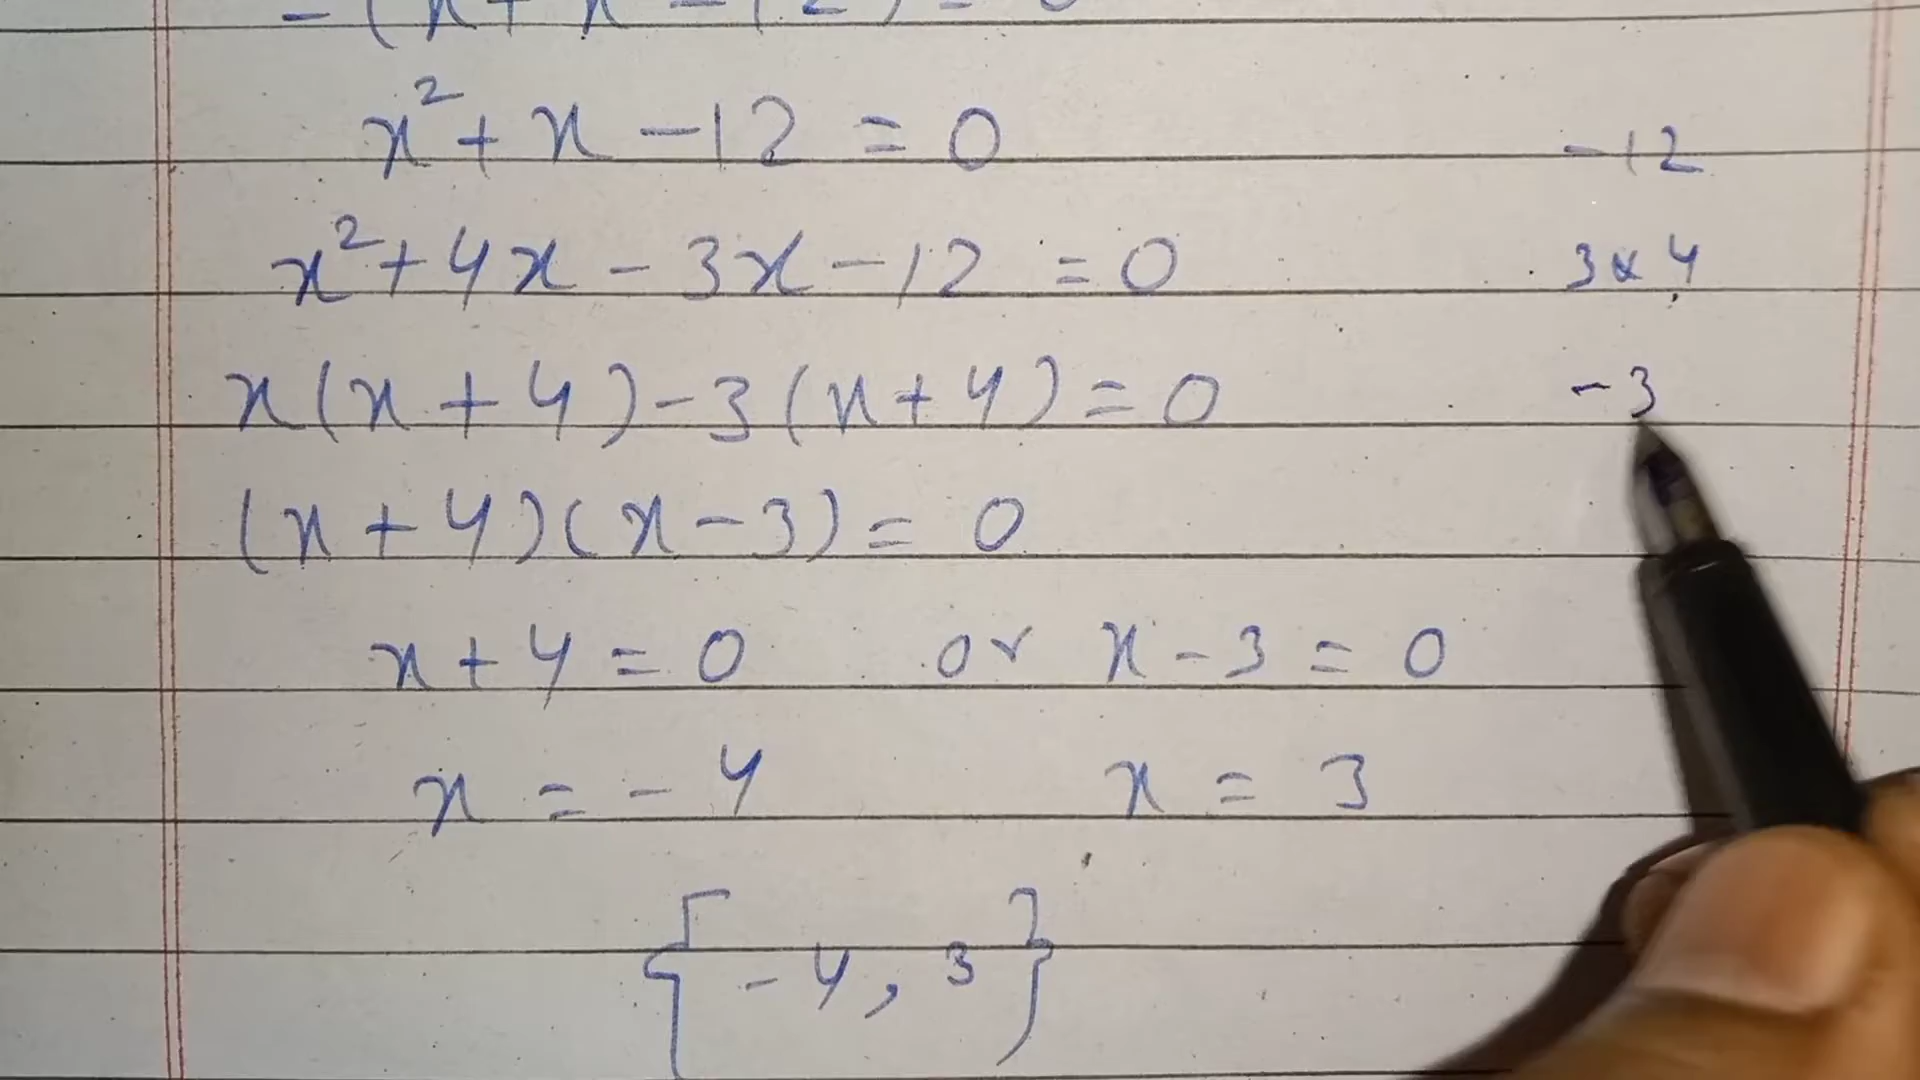 x² + x - 12 = 0
-12
x² + 4x - 3x - 12 = 0
3 x 4
x(x + 4) - 3(x + 4) = 0
-3
(x + 4)(x - 3) = 0
x + 4 = 0 or x - 3 = 0
x = - 4 x = 3
{- 4, 3}